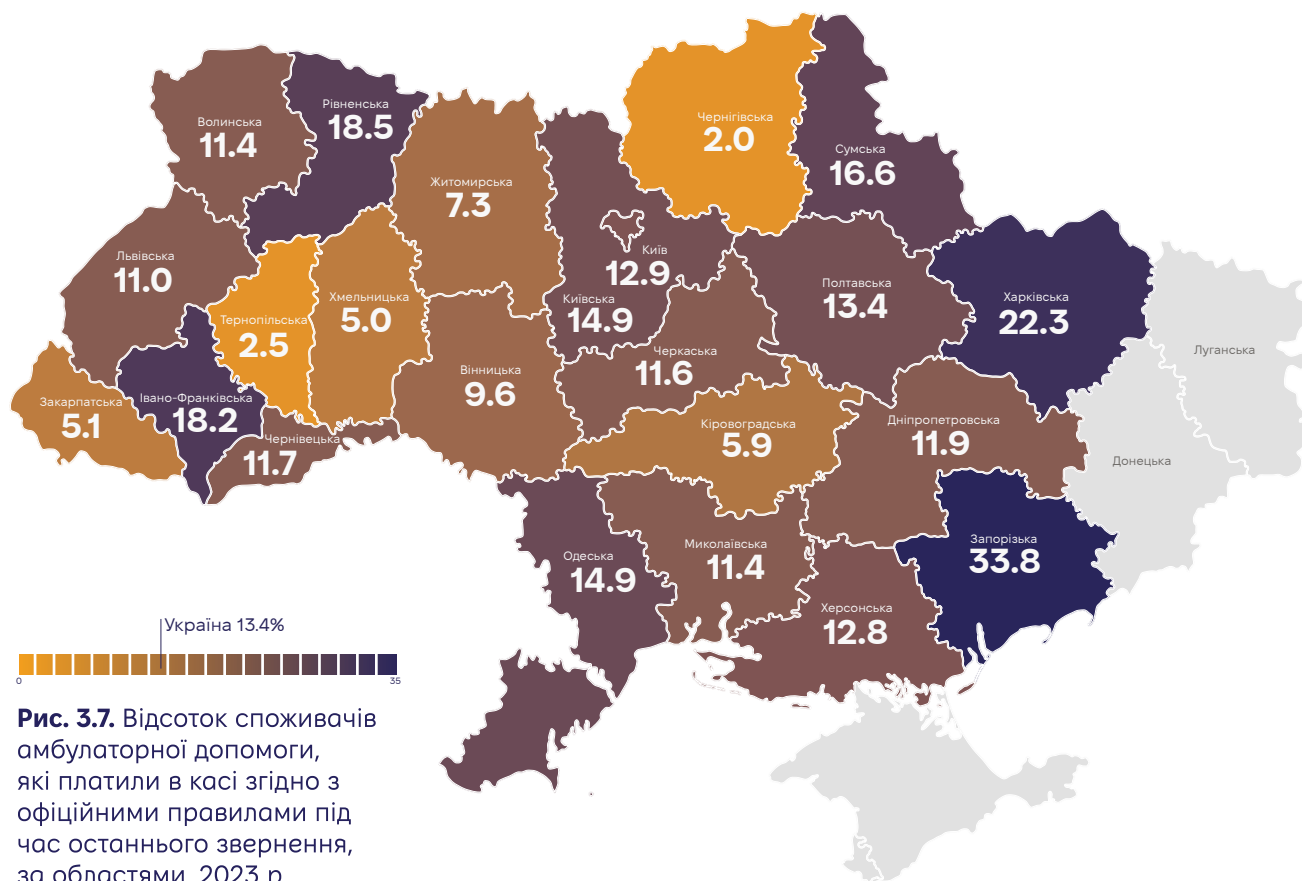 Чернігівська
2.0
Рівненська
18.5
Волинська
11.4
Сумська
16.6
Житомирська
7.3
Київ
12.9
Львівська
11.0
Полтавська
13.4
Хмельницька
5.0
Київська
14.9
Харківська
22.3
Тернопільська
2.5
Луганська
Черкаська
11.6
Вінницька
9.6
Закарпатська
5.1
Івано-Франківська
18.2
Кіровоградська
5.9
Дніпропетровська
11.9
Чернівецька
11.7
Донецька
Запорізька
33.8
Миколаївська
11.4
Одеська
14.9
Херсонська
12.8
Україна 13.4%
0
35
Рис. 3.7. Відсоток споживачів
амбулаторної допомоги,
які платили в касі згідно з
офіційними правилами під
час останнього звернення,
за областями, 2023 р